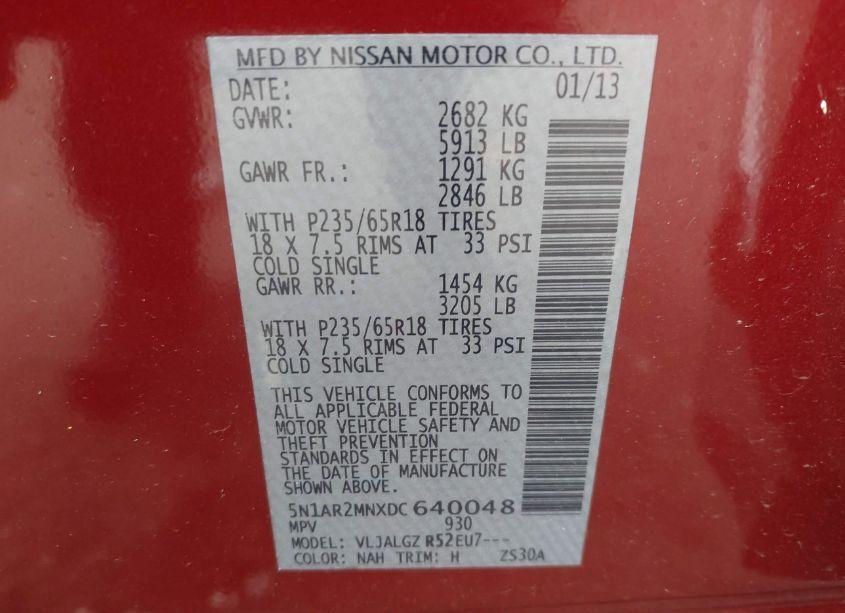 MFD BY NISSAN MOTOR CO., LTD.
DATE: 01/13
GVWR: 2682 KG
5913 LB
GAWR FR.: 1291 KG
2846 LB
WITH P235/65R18 TIRES
18 X 7.5 RIMS AT 33 PSI
COLD SINGLE
GAWR RR.: 1454 KG
3205 LB
WITH P235/65R18 TIRES
18 X 7.5 RIMS AT 33 PSI
COLD SINGLE
THIS VEHICLE CONFORMS TO
ALL APPLICABLE FEDERAL
MOTOR VEHICLE SAFETY AND
THEFT PREVENTION
STANDARDS IN EFFECT ON
THE DATE OF MANUFACTURE
SHOWN ABOVE.
5N1AR2MNXDC640048
MPV 930
MODEL: VLJALGZ R52EU7---
COLOR: NAH TRIM: H ZS30A